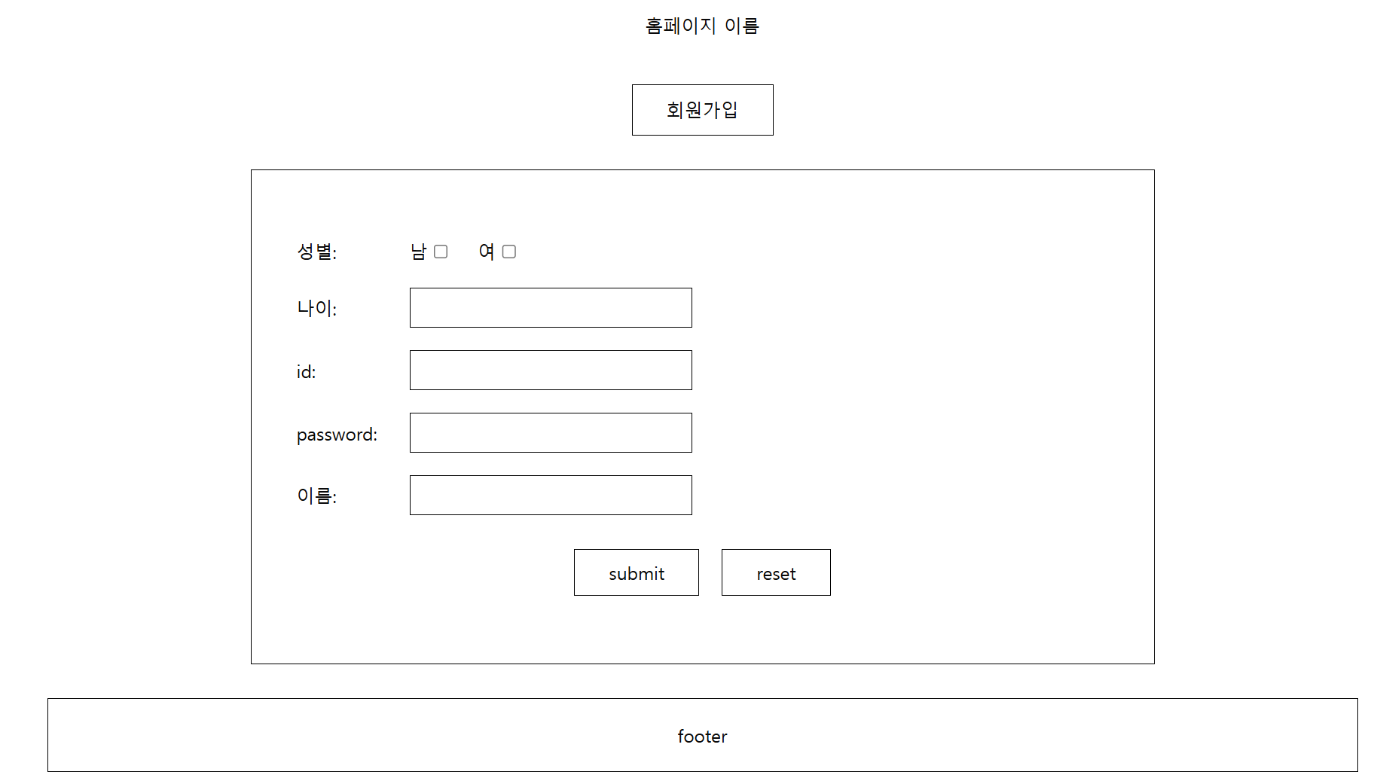 홈페이지 이름
회원가입
성별: 남 여
나이:
id:
password:
이름:
submit reset
footer